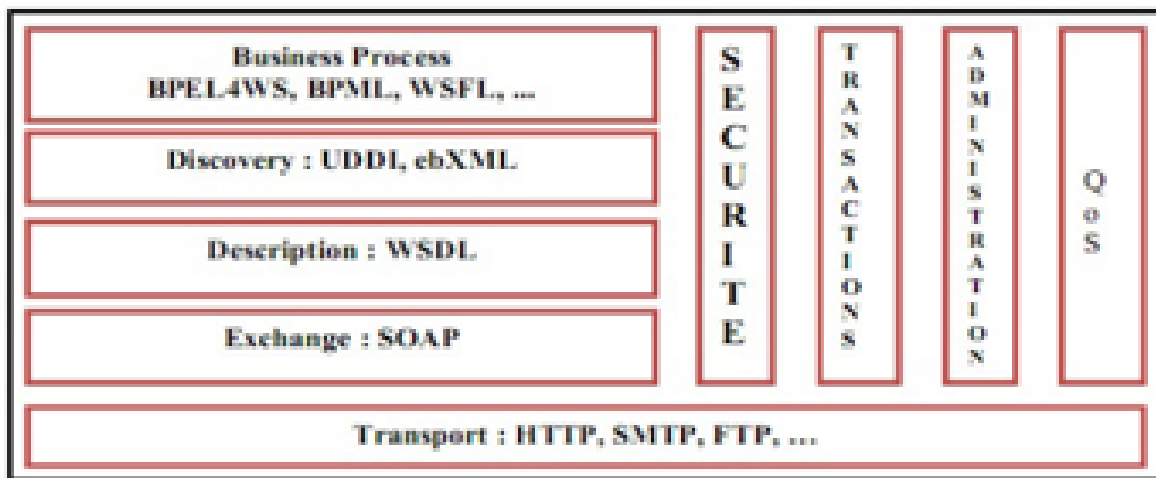 Business Process
BPEL4WS, BPML, WSFL, ...
Discovery : UDDI, ebXML
Description : WSDL
Exchange : SOAP
SECURITE
TRANSACTIONS
ADMINISTRATION
QoS
Transport : HTTP, SMTP, FTP, ...